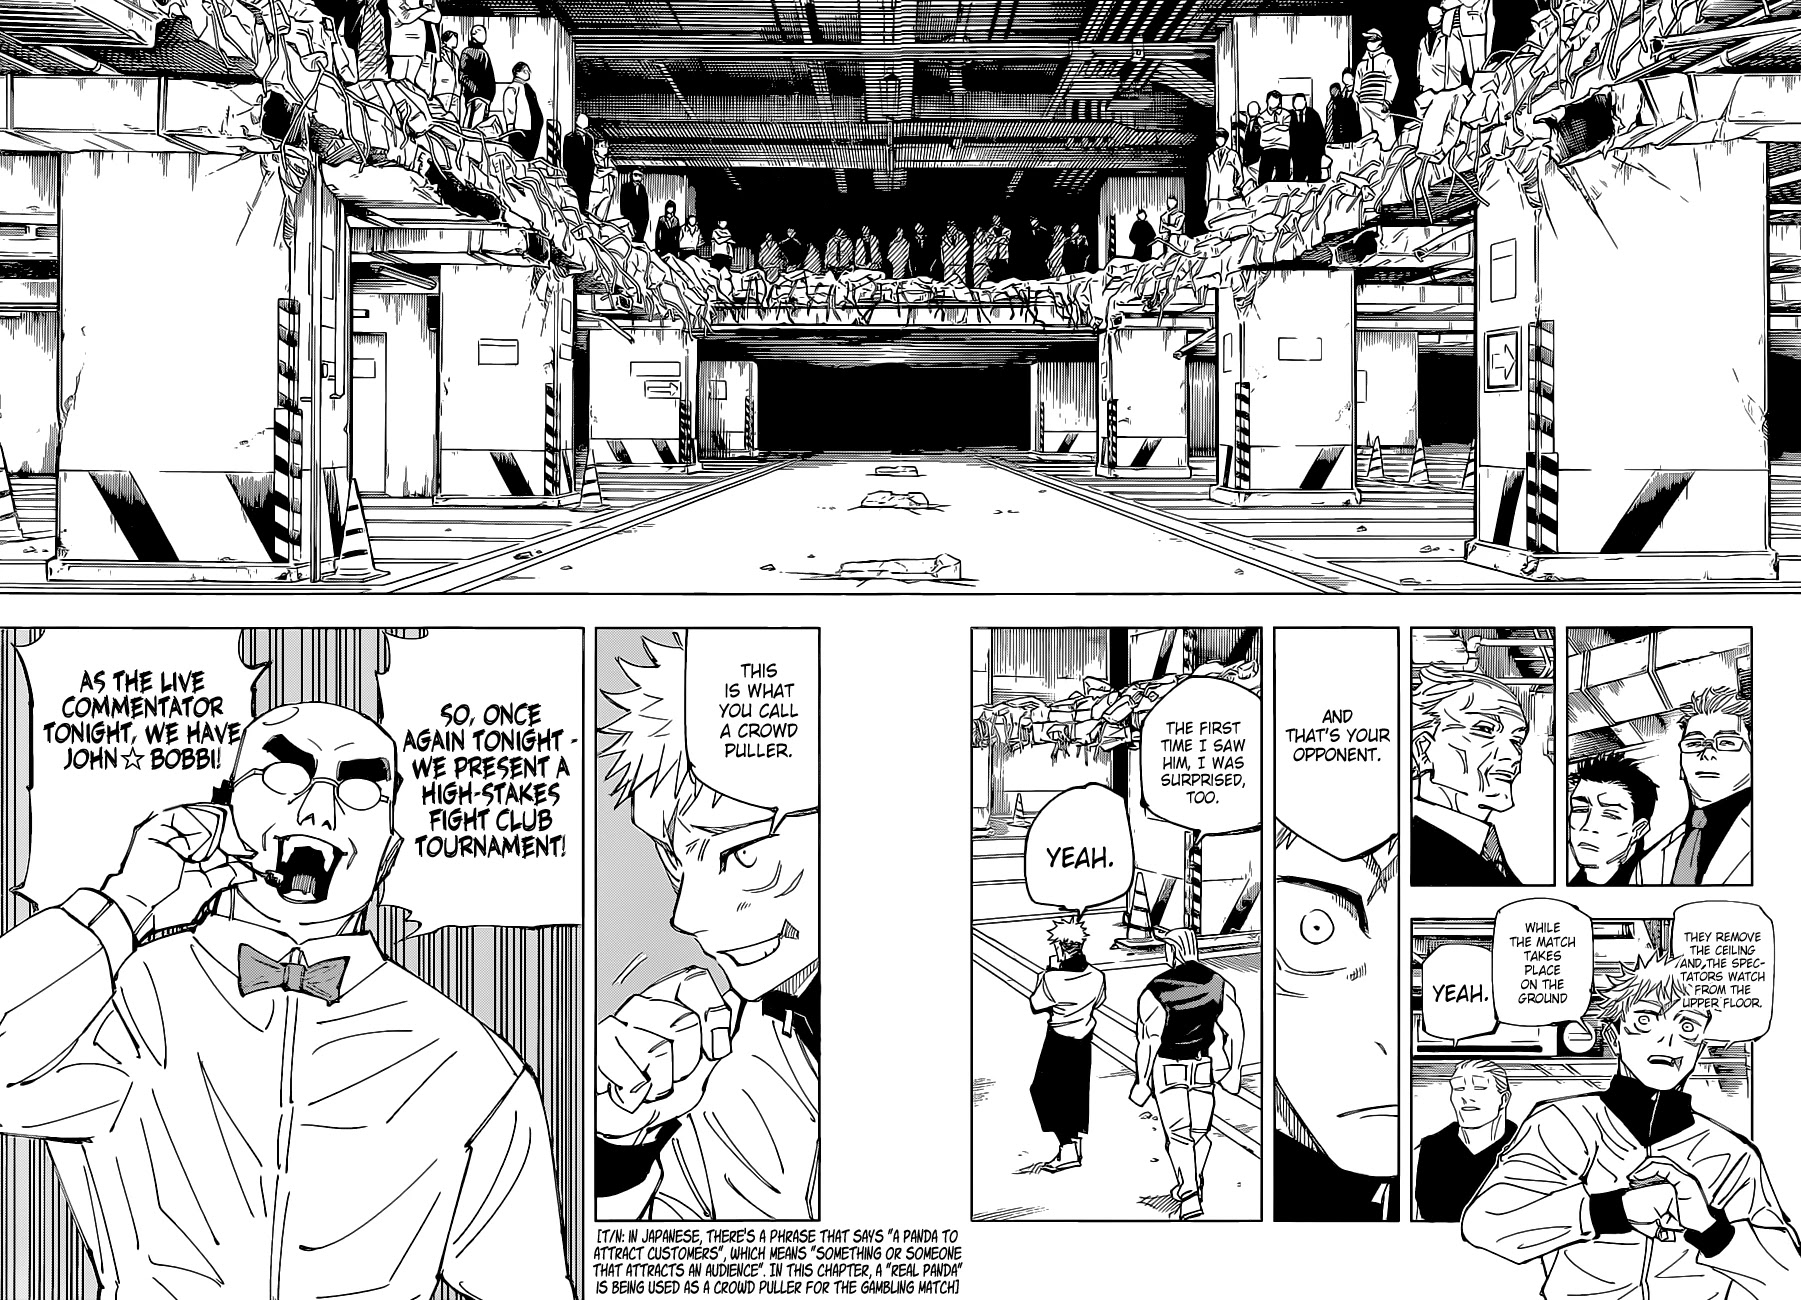 THEY REMOVE
THE CEILING
AND THE SPEC-
TATORS WATCH
FROM THE
UPPER FLOOR.
WHILE
THE MATCH
TAKES
PLACE
ON THE
GROUND
YEAH.
AND
THAT'S YOUR
OPPONENT.
THE FIRST
TIME I SAW
HIM, I WAS
SURPRISED,
TOO.
YEAH.
THIS
IS WHAT
YOU CALL
A CROWD
PULLER.
SO, ONCE
AGAIN TONIGHT -
WE PRESENT A
HIGH-STAKES
FIGHT CLUB
TOURNAMENT!
AS THE LIVE
COMMENTATOR
TONIGHT, WE HAVE
JOHN☆BOBBI!
[T/N: IN JAPANESE, THERE'S A PHRASE THAT SAYS "A PANDA TO
ATTRACT CUSTOMERS", WHICH MEANS "SOMETHING OR SOMEONE
THAT ATTRACTS AN AUDIENCE". IN THIS CHAPTER, A "REAL PANDA"
IS BEING USED AS A CROWD PULLER FOR THE GAMBLING MATCH]